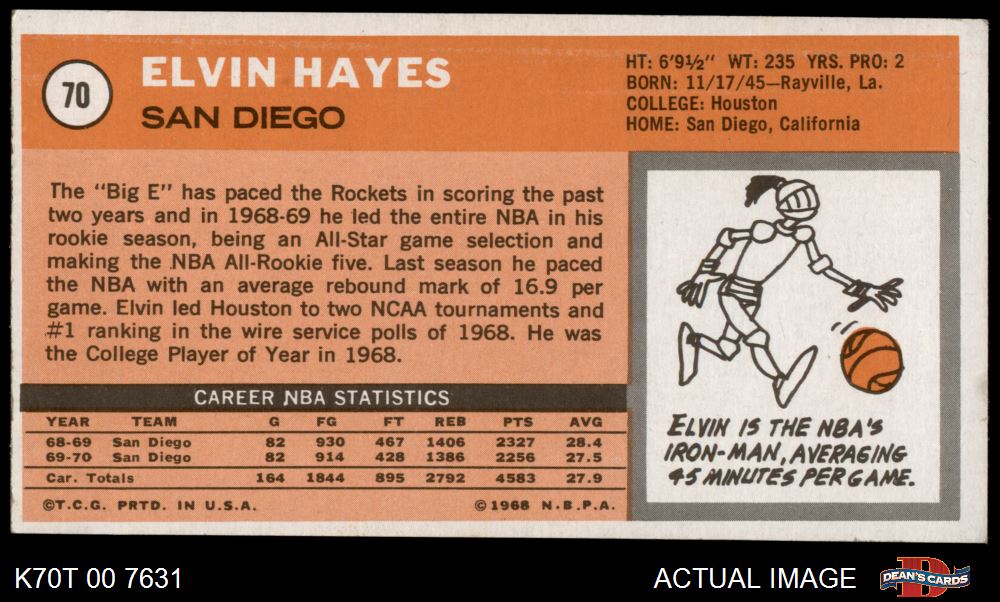 70
ELVIN HAYES
SAN DIEGO
HT: 6'9½" WT: 235 YRS. PRO: 2
BORN: 11/17/45—Rayville, La.
COLLEGE: Houston
HOME: San Diego, California
The "Big E" has paced the Rockets in scoring the past
two years and in 1968-69 he led the entire NBA in his
rookie season, being an All-Star game selection and
making the NBA All-Rookie five. Last season he paced
the NBA with an average rebound mark of 16.9 per
game. Elvin led Houston to two NCAA tournaments and
#1 ranking in the wire service polls of 1968. He was
the College Player of Year in 1968.
CAREER NBA STATISTICS
YEAR TEAM G FG FT REB PTS AVG
68-69 San Diego 82 930 467 1406 2327 28.4
69-70 San Diego 82 914 428 1386 2256 27.5
Car. Totals 164 1844 895 2792 4583 27.9
©T.C.G. PRTD. IN U.S.A. ©1968 N.B.P.A.
ELVIN IS THE NBA'S
IRON-MAN, AVERAGING
45 MINUTES PER GAME.
K70T 00 7631
ACTUAL IMAGE
D
DEAN'S CARDS